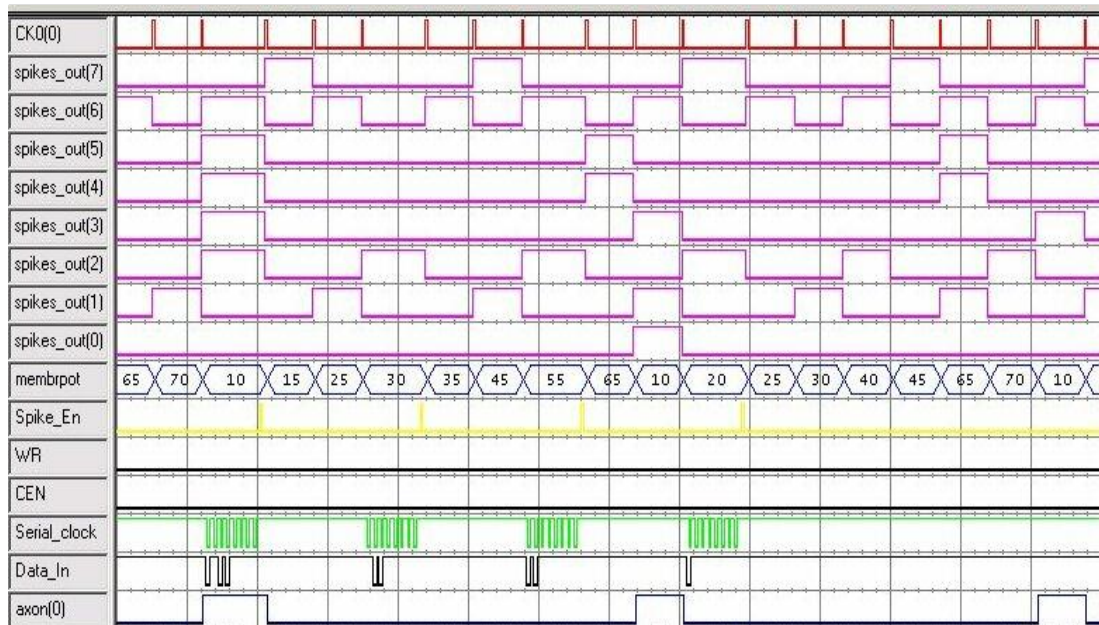 CK0(0)
spikes_out(7)
spikes_out(6)
spikes_out(5)
spikes_out(4)
spikes_out(3)
spikes_out(2)
spikes_out(1)
spikes_out(0)
membrpot 65 70 10 15 25 30 35 45 55 65 10 20 25 30 40 45 65 70 10
Spike_En
WR
CEN
Serial_clock
Data_In
axon(0)